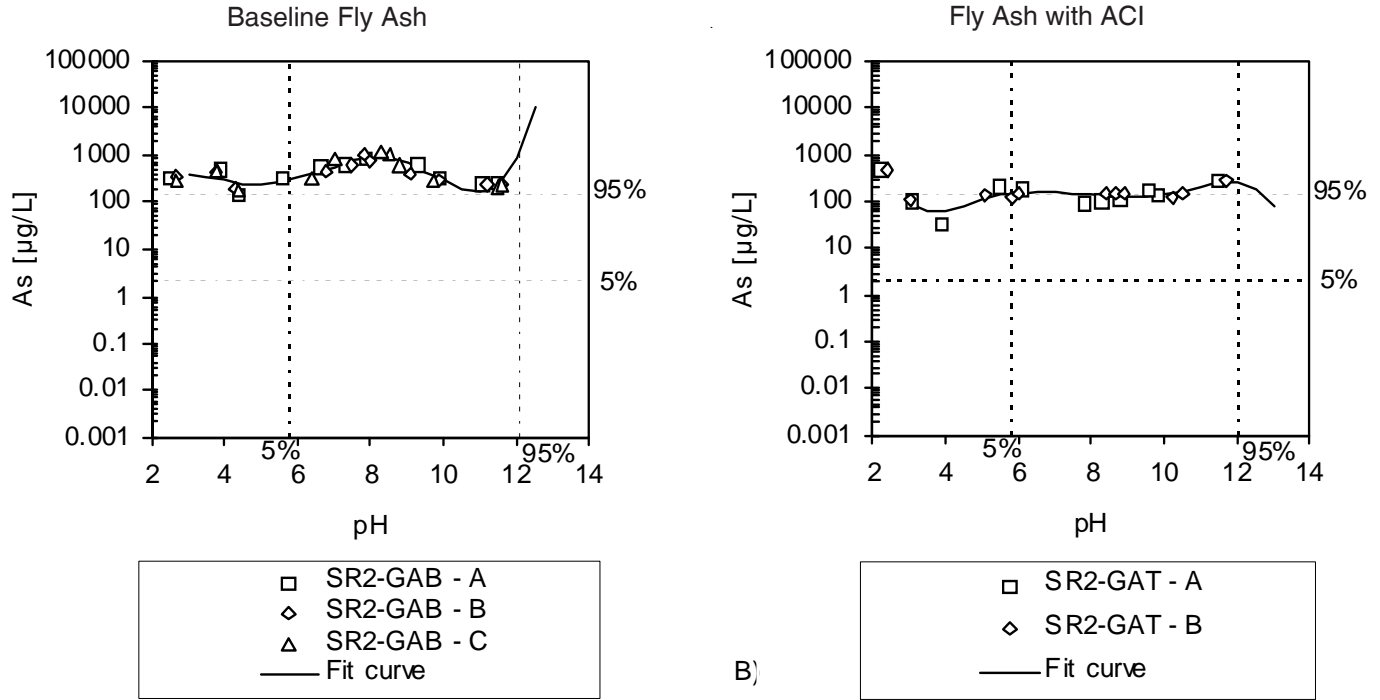 Baseline Fly Ash
As [µg/L]
100000
10000
1000
100
10
1
0.1
0.01
0.001
95%
5%
5%
95%
2 4 6 8 10 12 14
pH
SR2-GAB - A
SR2-GAB - B
SR2-GAB - C
Fit curve
Fly Ash with ACI
As [µg/L]
100000
10000
1000
100
10
1
0.1
0.01
0.001
95%
5%
5%
95%
2 4 6 8 10 12 14
pH
SR2-GAT - A
SR2-GAT - B
Fit curve
B)